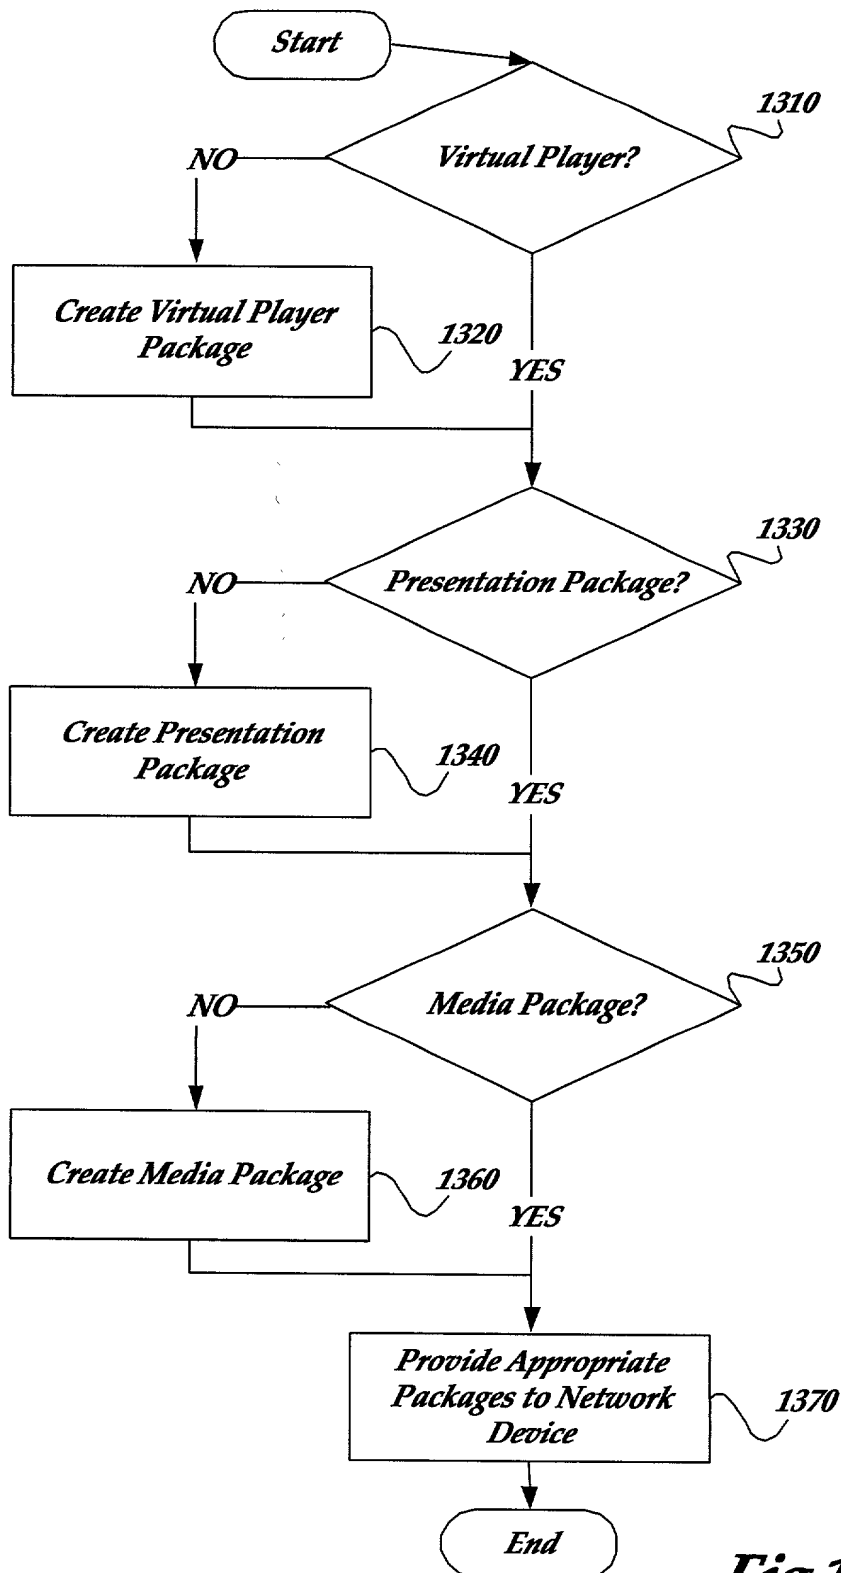 Start
1310
Virtual Player?
NO
Create Virtual Player
Package
1320
YES
1330
Presentation Package?
NO
Create Presentation
Package
1340
YES
1350
Media Package?
NO
Create Media Package
1360
YES
Provide Appropriate
Packages to Network
Device
1370
End